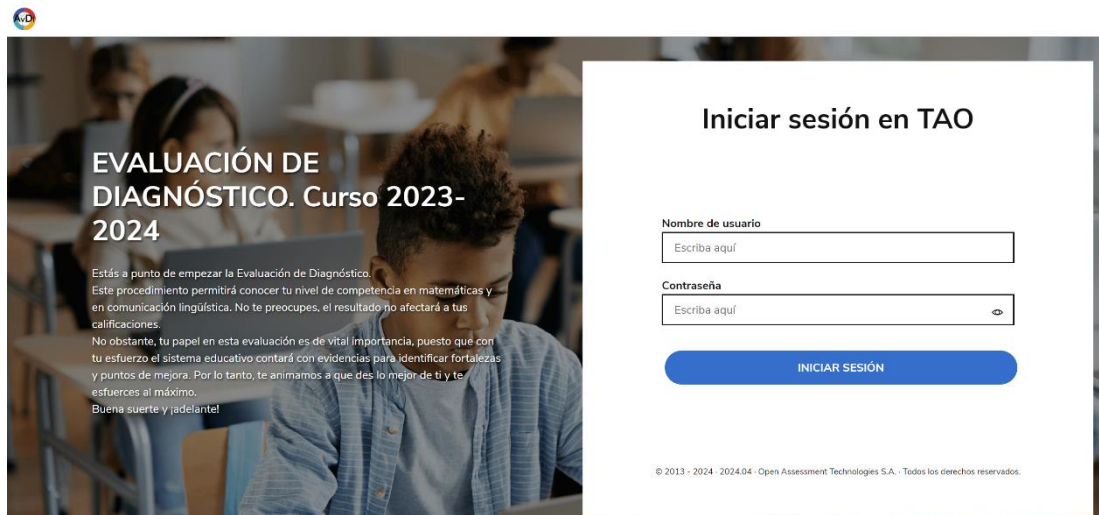 AvDi
EVALUACIÓN DE
DIAGNÓSTICO. Curso 2023-
2024
Estás a punto de empezar la Evaluación de Diagnóstico.
Este procedimiento permitirá conocer tu nivel de competencia en matemáticas y
en comunicación lingüística. No te preocupes, el resultado no afectará a tus
calificaciones.
No obstante, tu papel en esta evaluación es de vital importancia, puesto que con
tu esfuerzo el sistema educativo contará con evidencias para identificar fortalezas
y puntos de mejora. Por lo tanto, te animamos a que des lo mejor de ti y te
esfuerces al máximo.
Buena suerte y ¡adelante!
Iniciar sesión en TAO
Nombre de usuario
Escriba aquí
Contraseña
Escriba aquí
INICIAR SESIÓN
© 2013 - 2024 · 2024.04 · Open Assessment Technologies S.A. · Todos los derechos reservados.